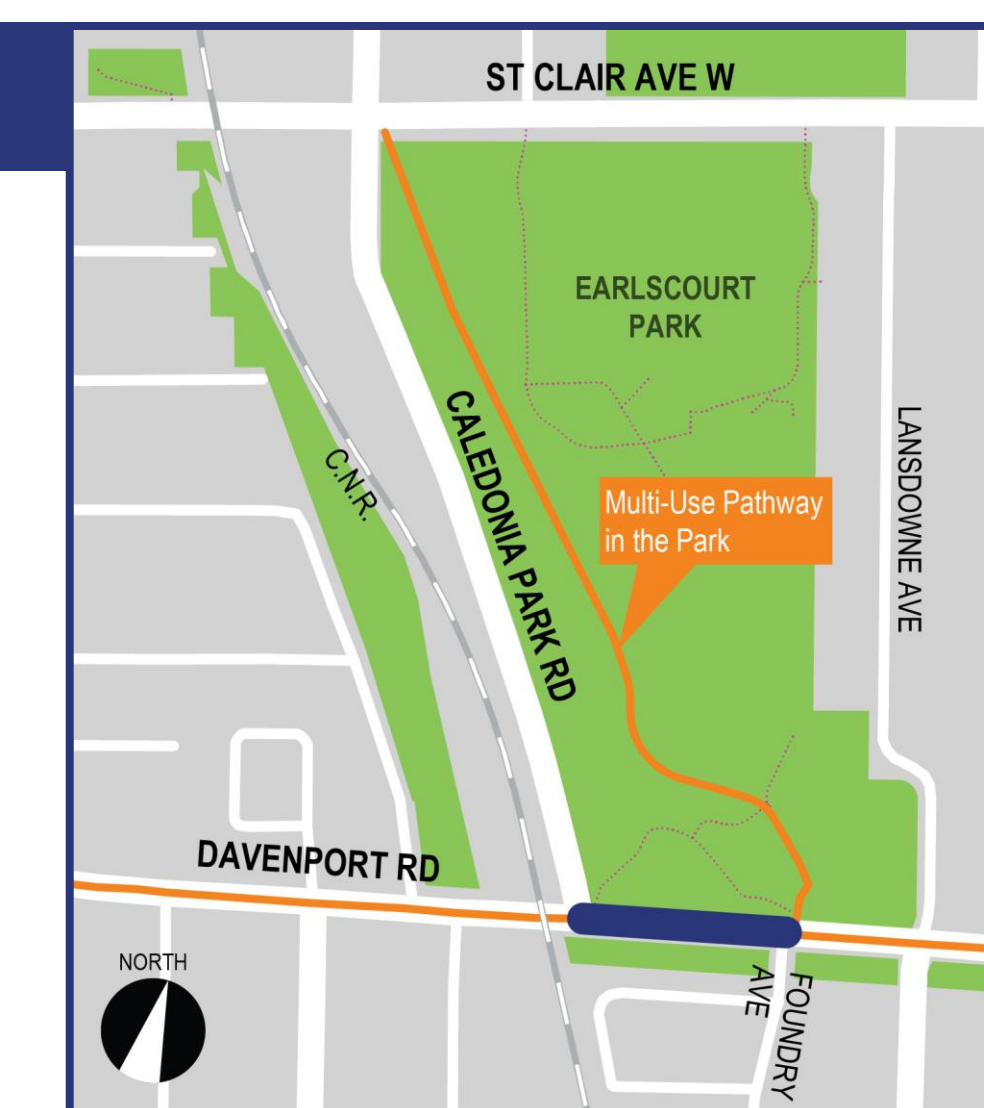 ST CLAIR AVE W
EARLSCOURT
PARK
CALEDONIA PARK RD
C.N.R.
LANSDOWNE AVE
Multi-Use Pathway
in the Park
DAVENPORT RD
NORTH
FOUNDRY
AVE